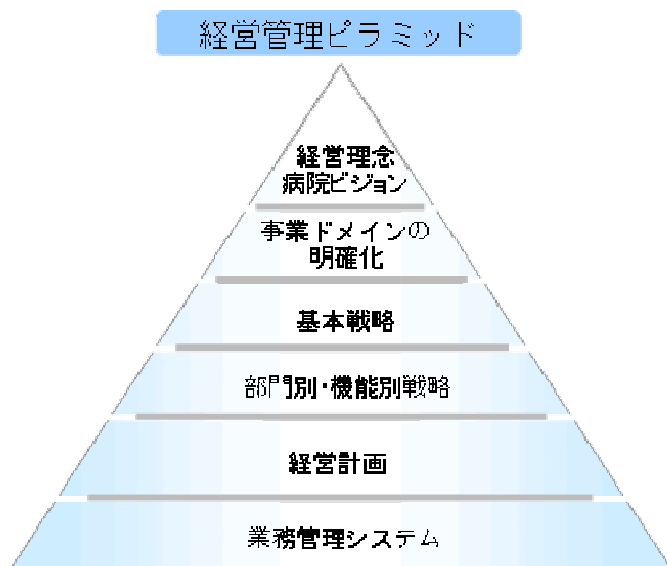 経営管理ピラミッド
経営理念
病院ビジョン
事業ドメインの
明確化
基本戦略
部門別・機能別戦略
経営計画
業務管理システム